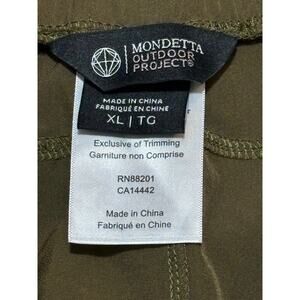 MONDETTA
OUTDOOR
PROJECT®
MADE IN CHINA
FABRIQUÉ EN CHINE
XL | TG
Exclusive of Trimming
Garniture non Comprise
RN88201
CA14442
Made in China
Fabriqué en Chine